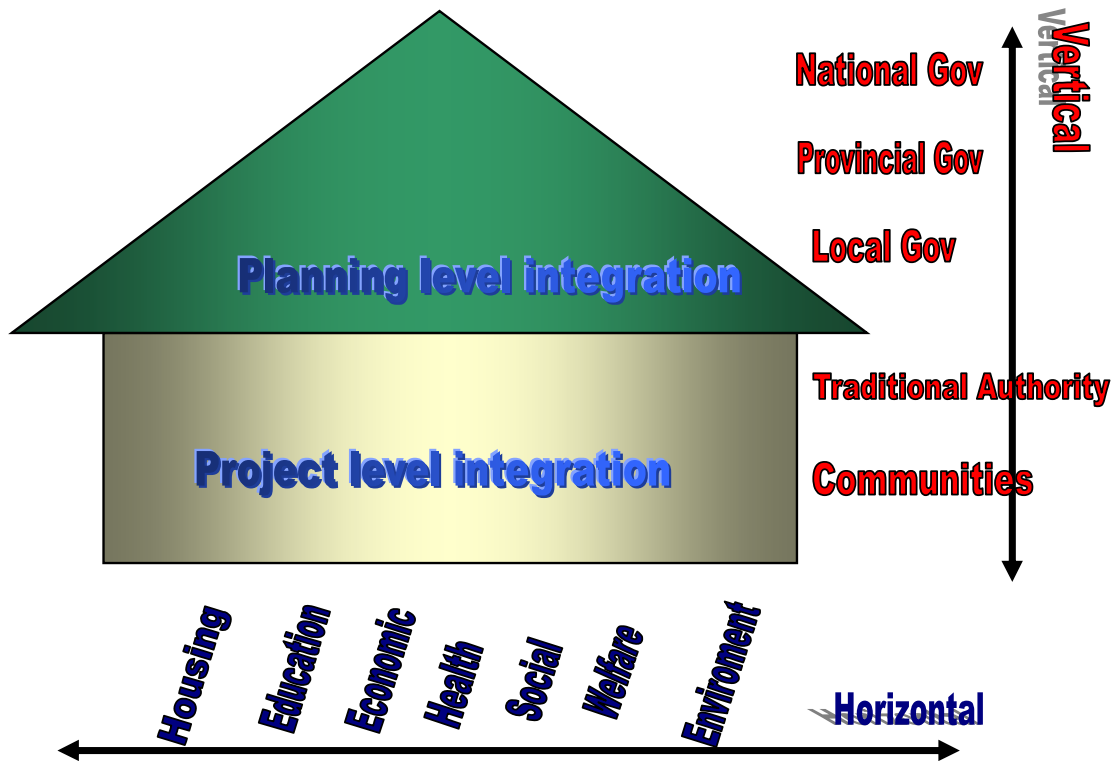 Vertical
National Gov
Provincial Gov
Local Gov
Planning level integration
Traditional Authority
Project level integration
Communities
Housing
Education
Economic
Health
Social
Welfare
Enviroment
Horizontal